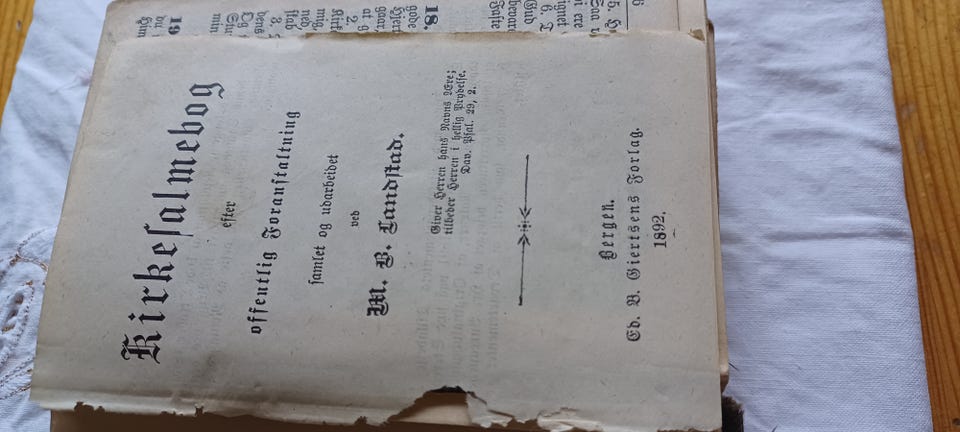 Kirkesalmebog
efter
offentlig Foranstaltning
samlet og udarbeidet
ved
M. B. Landstad.
Giver Herren hans Navns Ære;
tilbeder Herren i hellig Prydelse.
Dav. Psal. 29, 2.
Bergen.
Ed. B. Giertsens Forlag.
1892.